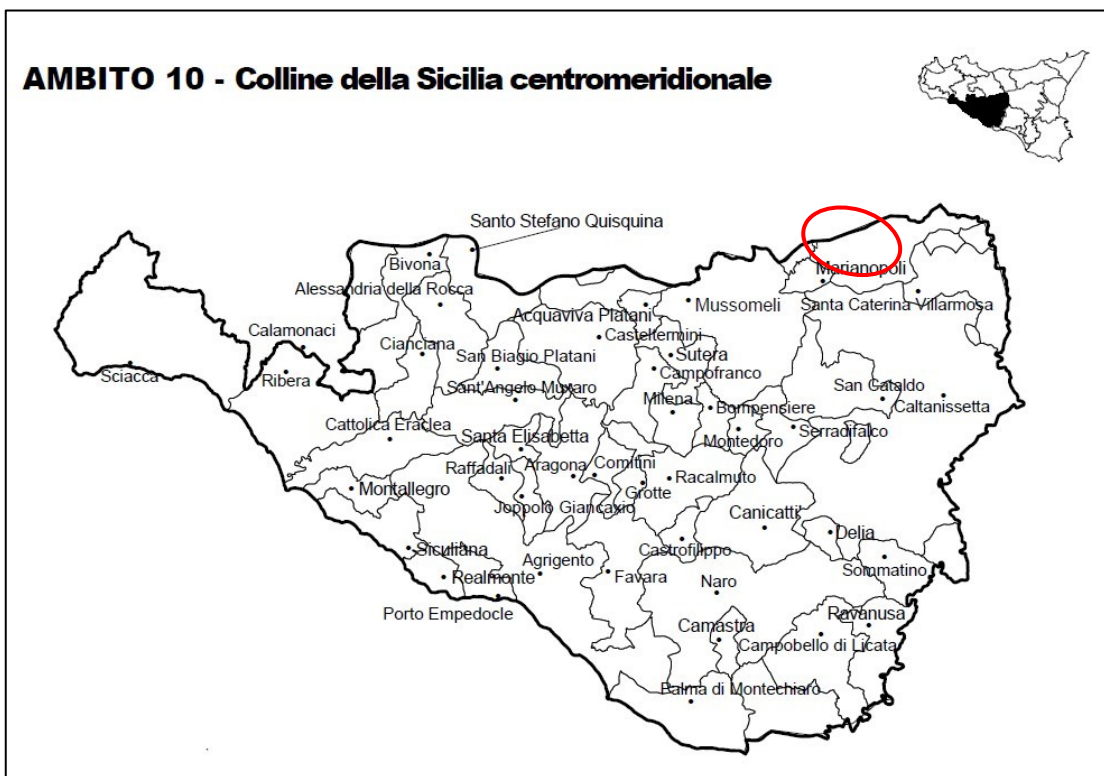 AMBITO 10 - Colline della Sicilia centromeridionale
Santo Stefano Quisquina
Bivona
Marianopoli
Alessandria della Rocca
Mussomeli
Santa Caterina Villarmosa
Acquaviva Platani
Calamonaci
Casteltermini
Cianciana
San Biagio Platani
Sutera
Sciacca
Ribera
Campofranco
Sant'Angelo Muxaro
San Cataldo
Milena
Bompensiere
Caltanissetta
Cattolica Eraclea
Santa Elisabetta
Montedoro
Serradifalco
Raffadali
Aragona
Comitini
Montallegro
Grotte
Racalmuto
Joppolo Giancaxio
Canicatti'
Delia
Siculiana
Castrofilippo
Agrigento
Sommatino
Realmonte
Favara
Naro
Porto Empedocle
Ravanusa
Camastra
Campobello di Licata
Palma di Montechiaro